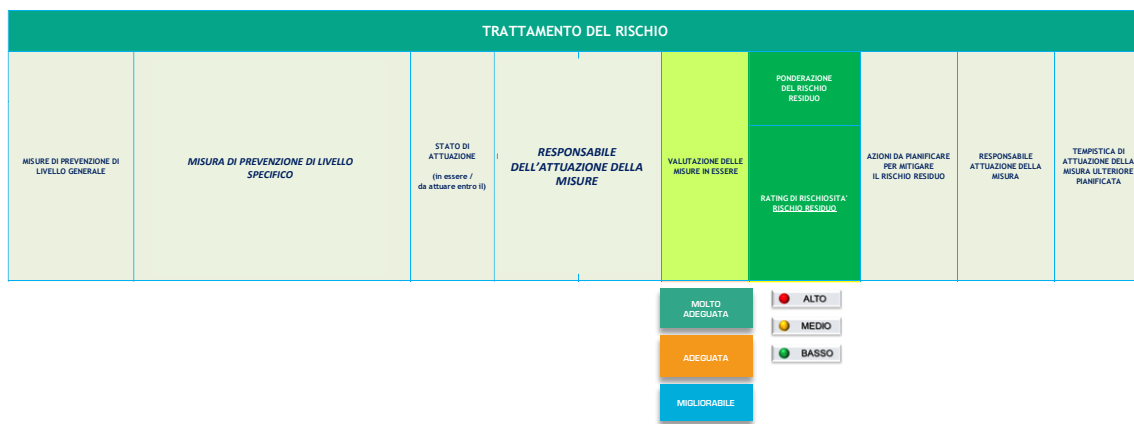 TRATTAMENTO DEL RISCHIO
MISURE DI PREVENZIONE DI
LIVELLO GENERALE
MISURA DI PREVENZIONE DI LIVELLO
SPECIFICO
STATO DI
ATTUAZIONE
(in essere /
da attuare entro il)
RESPONSABILE
DELL'ATTUAZIONE DELLA
MISURE
VALUTAZIONE DELLE
MISURE IN ESSERE
PONDERAZIONE
DEL RISCHIO
RESIDUO
RATING DI RISCHIOSITA'
RISCHIO RESIDUO
AZIONI DA PIANIFICARE
PER MITIGARE
IL RISCHIO RESIDUO
RESPONSABILE
ATTUAZIONE DELLA
MISURA
TEMPISTICA DI
ATTUAZIONE DELLA
MISURA ULTERIORE
PIANIFICATA
MOLTO
ADEGUATA
ADEGUATA
MIGLIORABILE
ALTO
MEDIO
BASSO